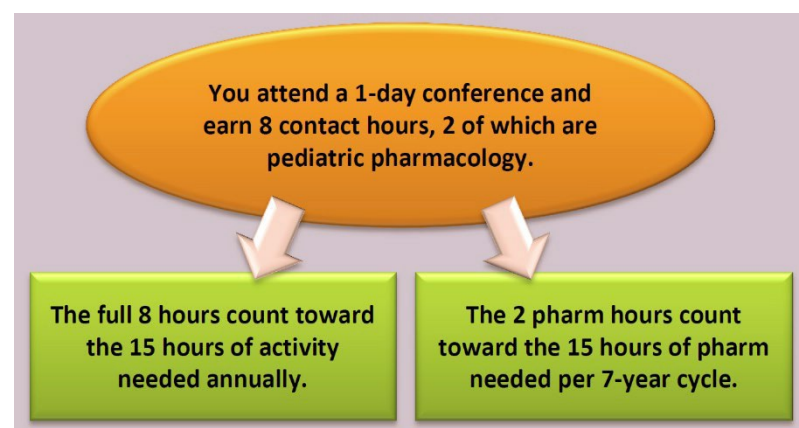 You attend a 1-day conference and
earn 8 contact hours, 2 of which are
pediatric pharmacology.
The full 8 hours count toward
the 15 hours of activity
needed annually.
The 2 pharm hours count
toward the 15 hours of pharm
needed per 7-year cycle.